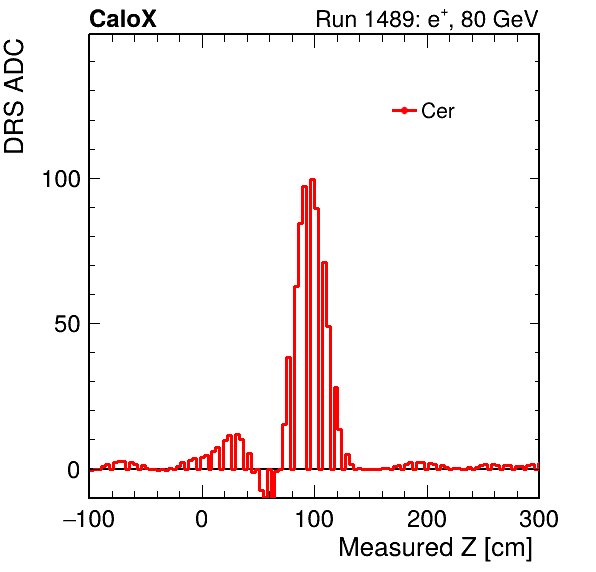 CaloX
Run 1489: e+, 80 GeV
DRS ADC
Cer
100
50
0
−100 0 100 200 300
Measured Z [cm]